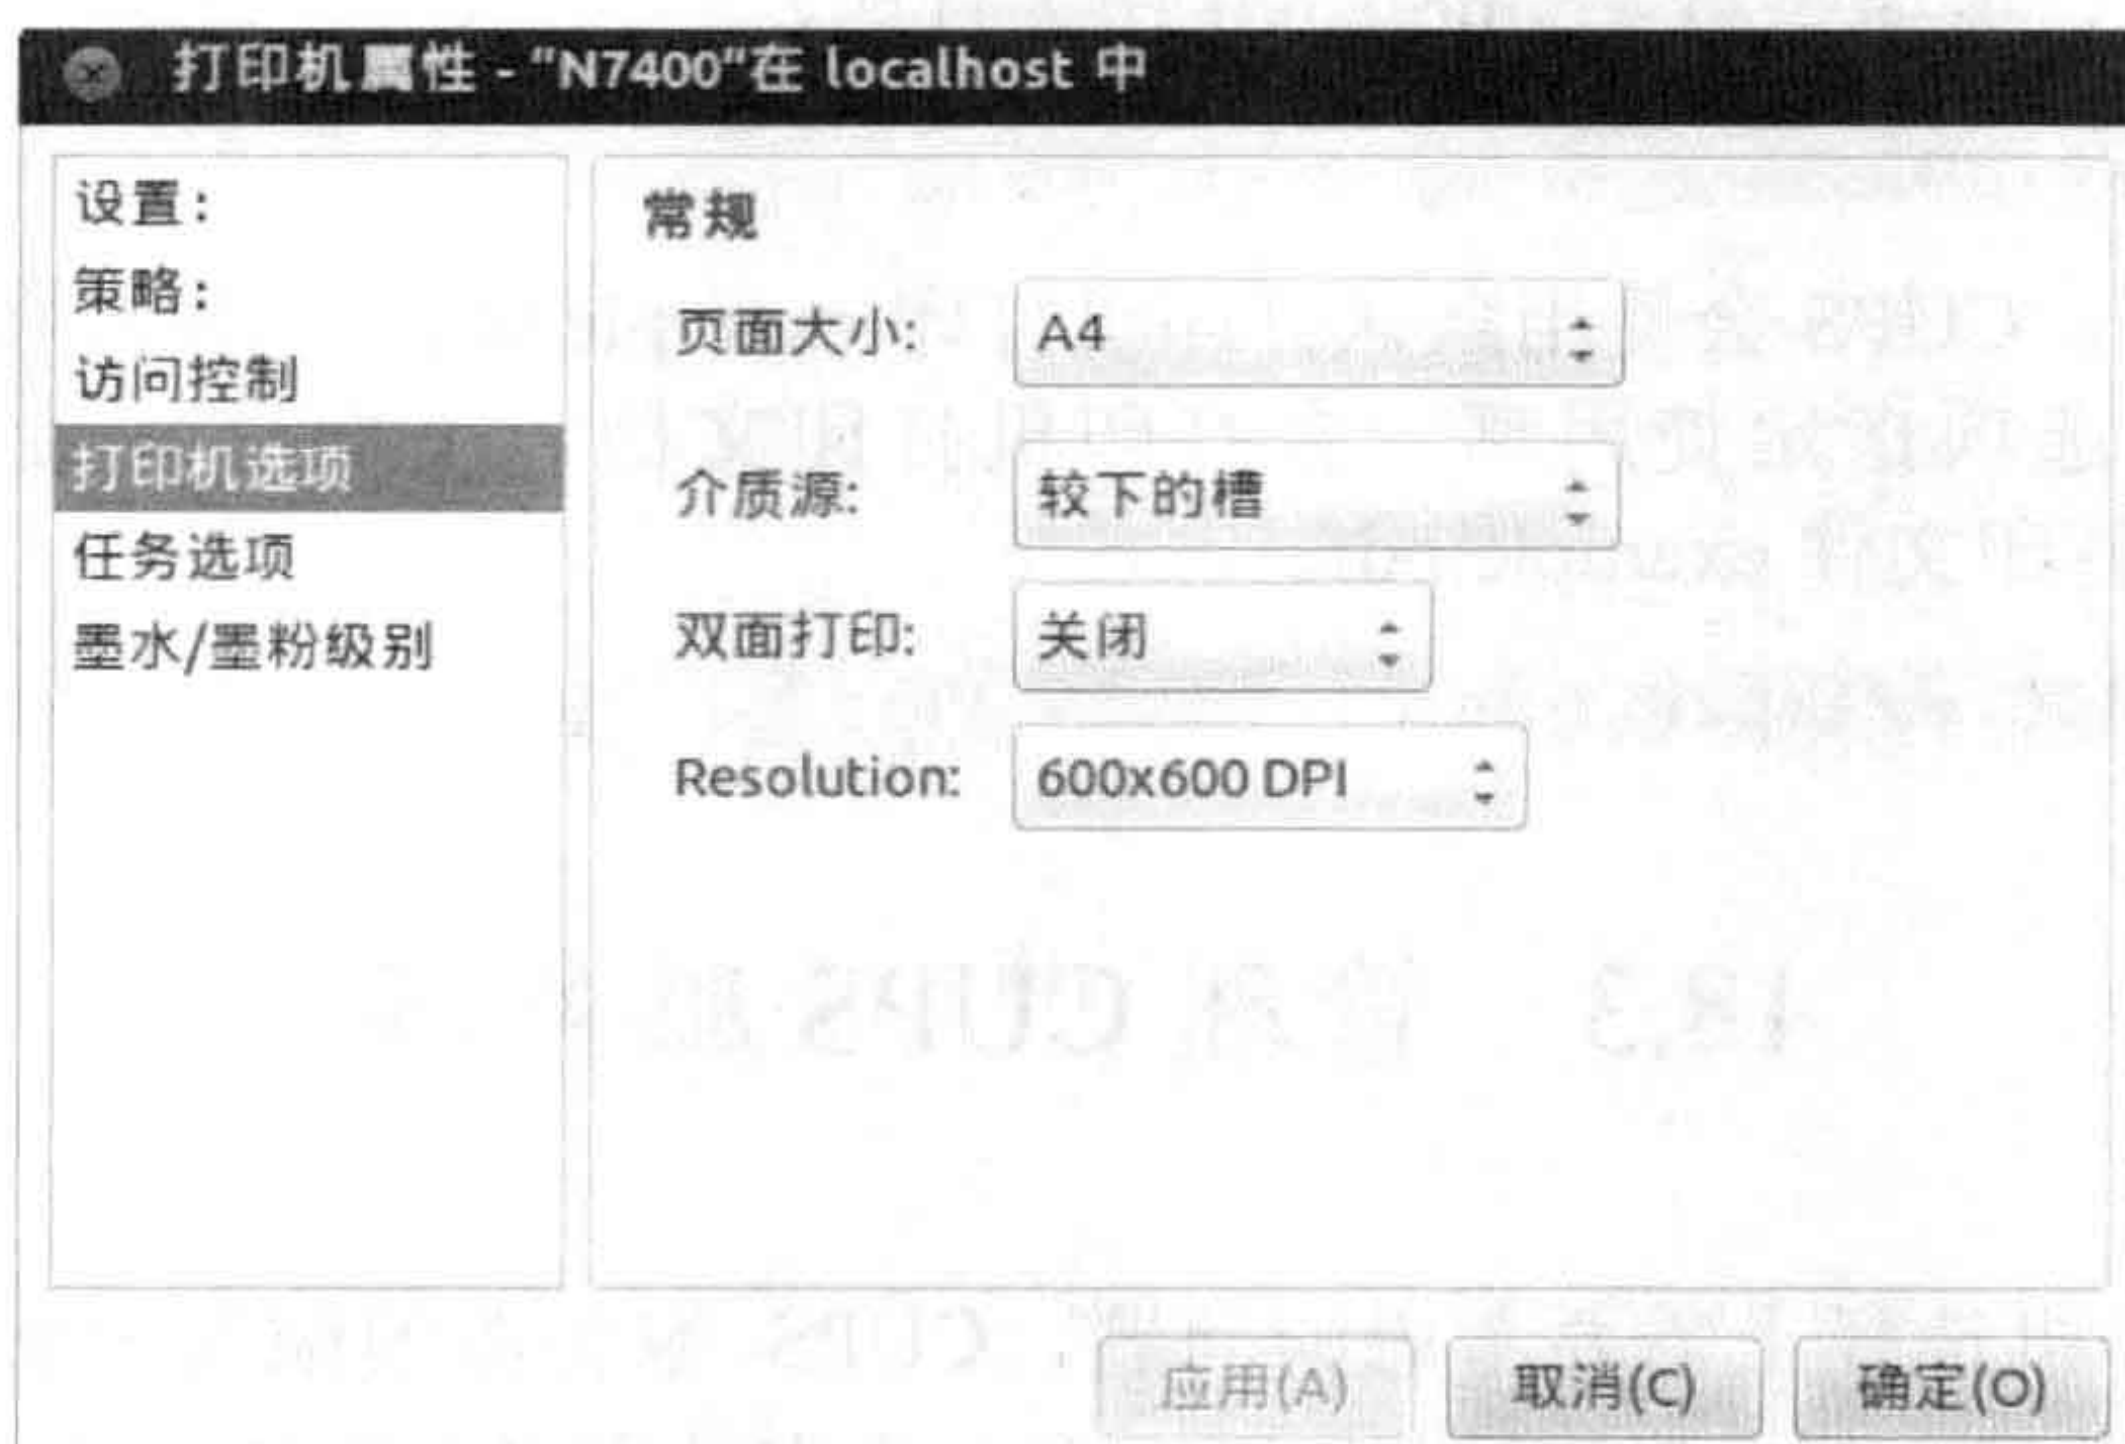 打印机属性 - "N7400"在 localhost 中
设置：
策略：
访问控制
打印机选项
任务选项
墨水/墨粉级别
常规
页面大小: A4
介质源: 较下的槽
双面打印: 关闭
Resolution: 600x600 DPI
应用(A) 取消(C) 确定(O)